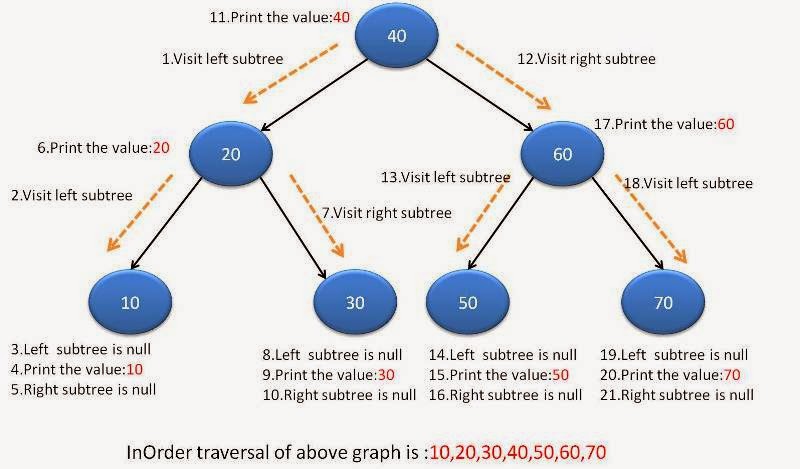 11.Print the value:40
40
1.Visit left subtree
12.Visit right subtree
6.Print the value:20
20
60
17.Print the value:60
2.Visit left subtree
7.Visit right subtree
13.Visit left subtree
18.Visit left subtree
10
30
50
70
3.Left subtree is null
4.Print the value:10
5.Right subtree is null
8.Left subtree is null
9.Print the value:30
10.Right subtree is null
14.Left subtree is null
15.Print the value:50
16.Right subtree is null
19.Left subtree is null
20.Print the value:70
21.Right subtree is null
InOrder traversal of above graph is :10,20,30,40,50,60,70